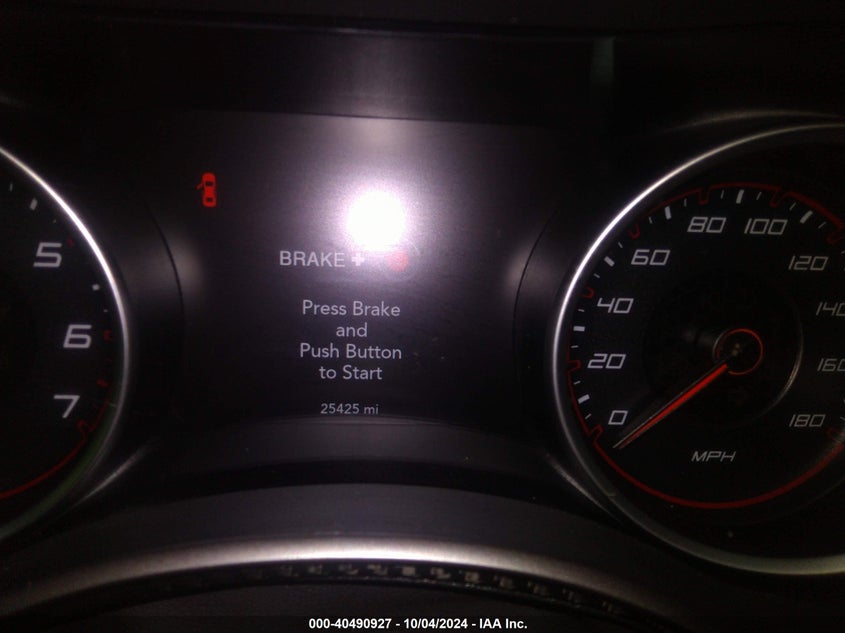 5
6
7
BRAKE +
Press Brake
and
Push Button
to Start
25425 mi
0
20
40
60
80
100
120
140
160
180
MPH
000-40490927 - 10/04/2024 - IAA Inc.